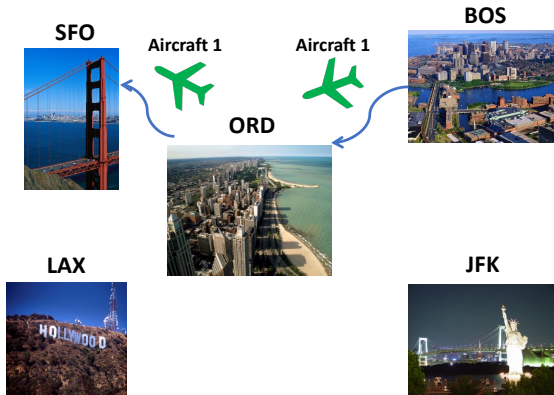 BOS
SFO
Aircraft 1
Aircraft 1
ORD
LAX
JFK
HOLLYWOOD